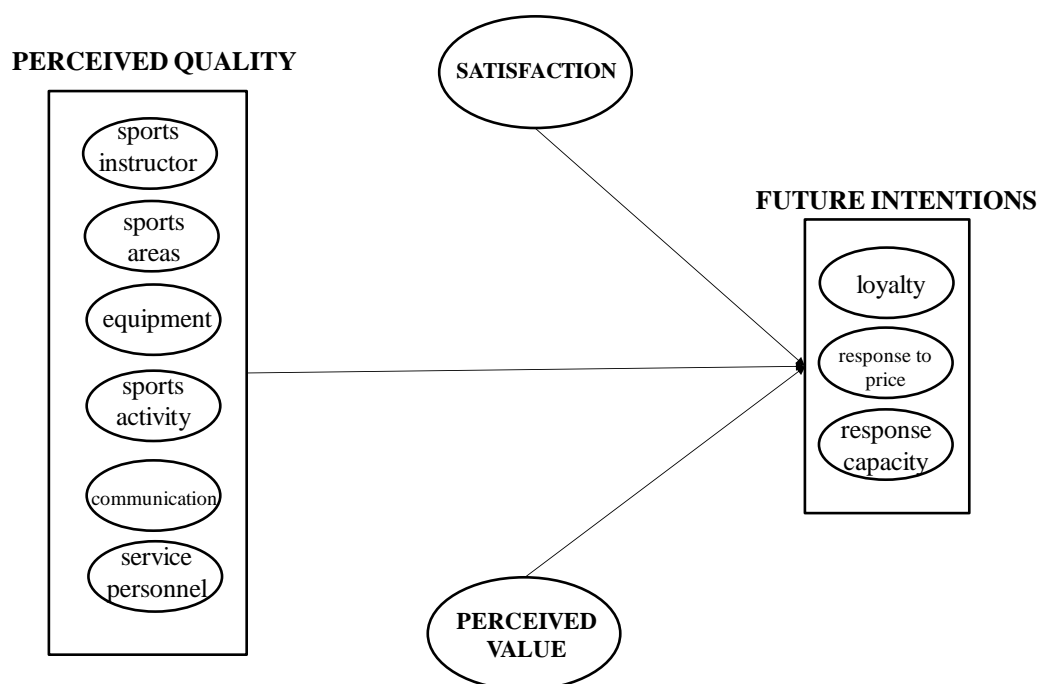 PERCEIVED QUALITY
sports
instructor
sports
areas
equipment
sports
activity
communication
service
personnel
SATISFACTION
PERCEIVED
VALUE
FUTURE INTENTIONS
loyalty
response to
price
response
capacity